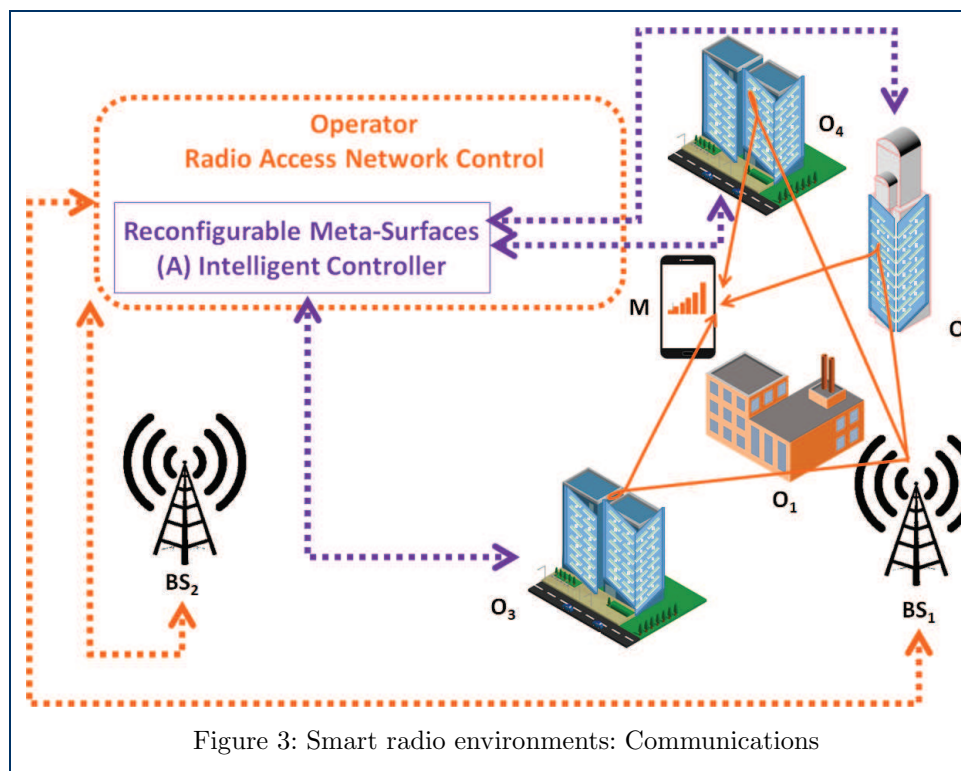 Operator
Radio Access Network Control
Reconfigurable Meta-Surfaces
(A) Intelligent Controller
O₄
M
O
O₁
BS₂
O₃
BS₁
Figure 3: Smart radio environments: Communications